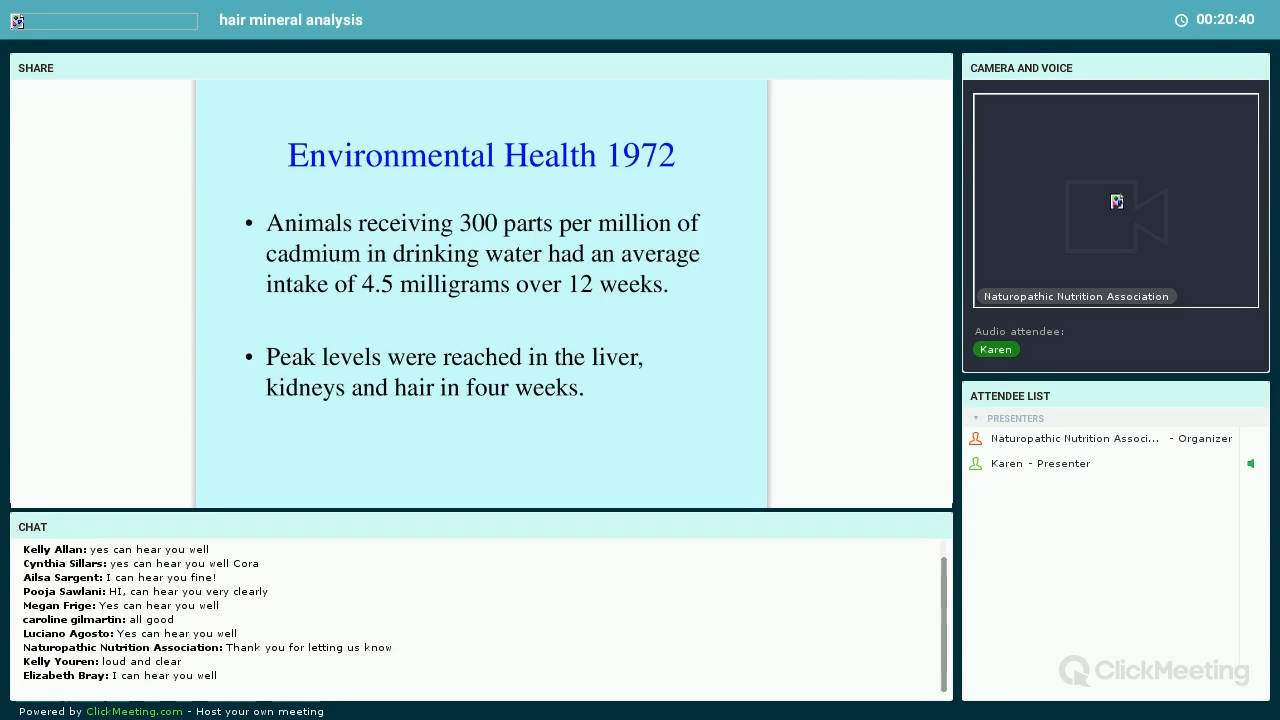 hair mineral analysis
00:20:40
SHARE
Environmental Health 1972
• Animals receiving 300 parts per million of
cadmium in drinking water had an average
intake of 4.5 milligrams over 12 weeks.
• Peak levels were reached in the liver,
kidneys and hair in four weeks.
CHAT
Kelly Allan: yes can hear you well
Cynthia Sillars: yes can hear you well Cora
Ailsa Sargent: I can hear you fine!
Pooja Sawlani: HI, can hear you very clearly
Megan Frige: Yes can hear you well
caroline gilmartin: all good
Luciano Agosto: Yes can hear you well
Naturopathic Nutrition Association: Thank you for letting us know
Kelly Youren: loud and clear
Elizabeth Bray: I can hear you well
CAMERA AND VOICE
Naturopathic Nutrition Association
Audio attendee:
Karen
ATTENDEE LIST
PRESENTERS
Naturopathic Nutrition Associ... - Organizer
Karen - Presenter
ClickMeeting
Powered by ClickMeeting.com - Host your own meeting